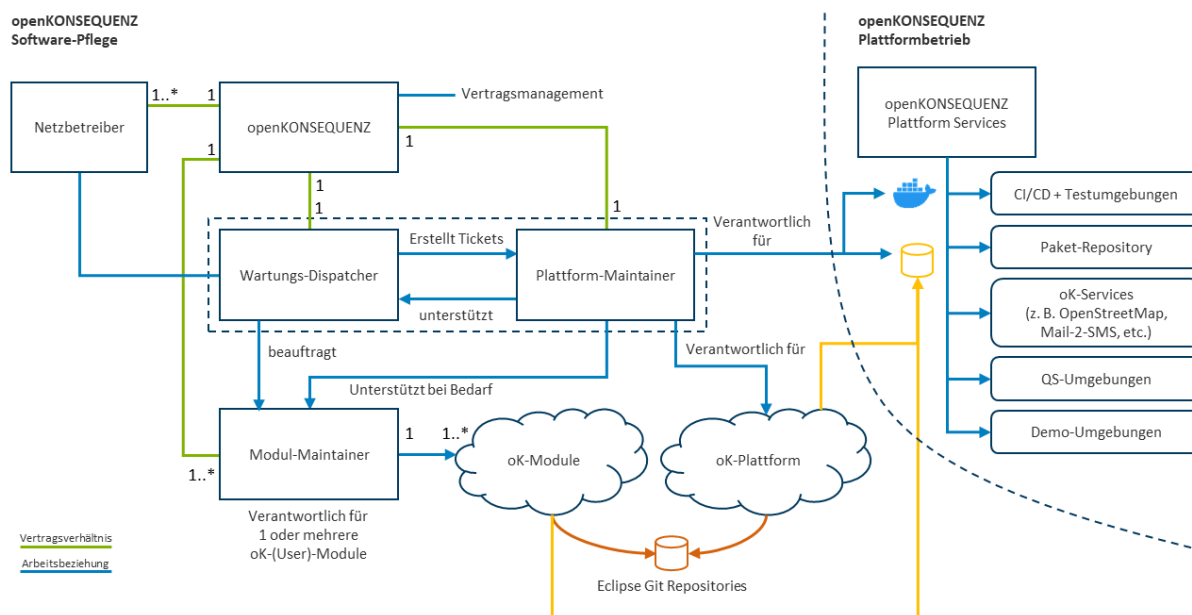 openKONSEQUENZ
Software-Pflege
openKONSEQUENZ
Plattformbetrieb
Netzbetreiber
1..*
1
openKONSEQUENZ
Vertragsmanagement
1
1
openKONSEQUENZ
Plattform Services
1
1
1
Wartungs-Dispatcher
Erstellt Tickets
unterstützt
Plattform-Maintainer
Verantwortlich
für
CI/CD + Testumgebungen
Paket-Repository
oK-Services
(z. B. OpenStreetMap,
Mail-2-SMS, etc.)
QS-Umgebungen
Demo-Umgebungen
beauftragt
Unterstützt bei Bedarf
Verantwortlich für
1..*
Modul-Maintainer
1
1..*
oK-Module
oK-Plattform
Verantwortlich für
1 oder mehrere
oK-(User)-Module
Eclipse Git Repositories
Vertragsverhältnis
Arbeitsbeziehung